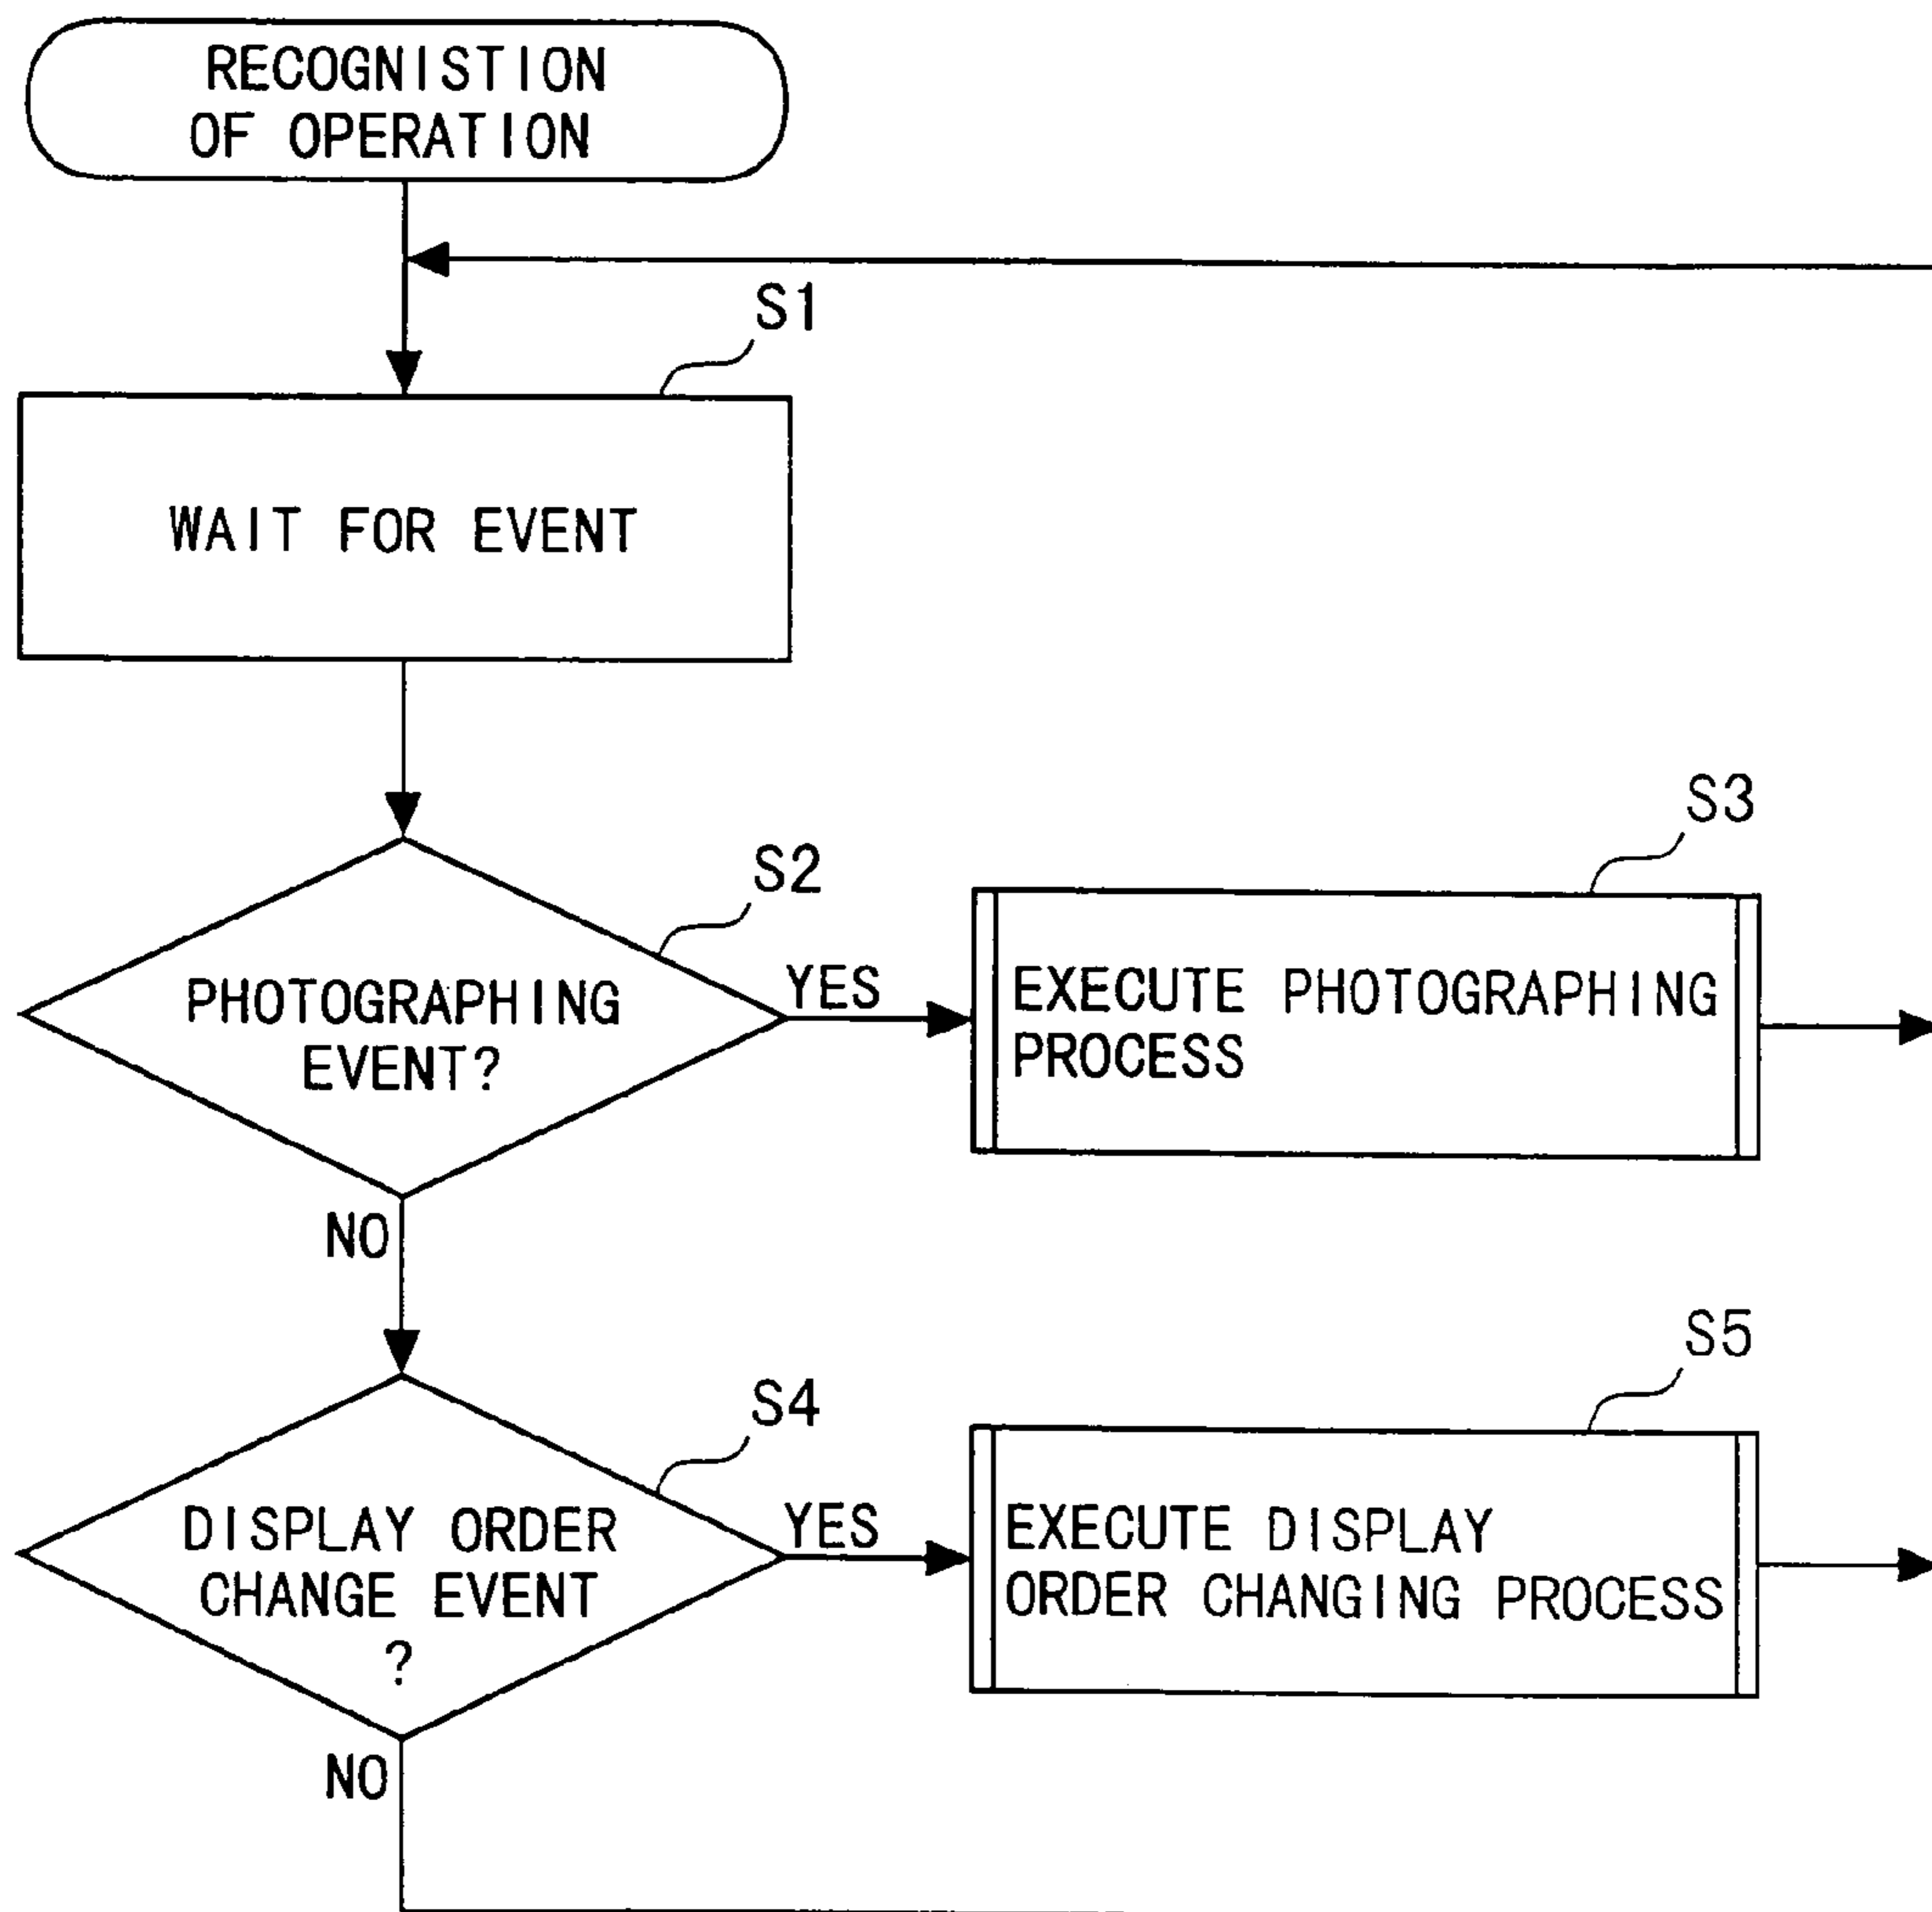 RECOGNISTION
OF OPERATION
S1
WAIT FOR EVENT
S2
PHOTOGRAPHING
EVENT?
YES
S3
EXECUTE PHOTOGRAPHING
PROCESS
NO
S4
DISPLAY ORDER
CHANGE EVENT
?
YES
S5
EXECUTE DISPLAY
ORDER CHANGING PROCESS
NO